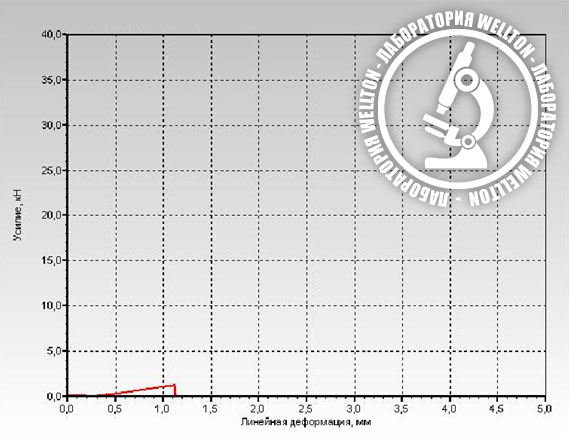 ЛАБОРАТОРИЯ WELLTON - ЛАБОРАТОРИЯ WELLTON - ЛАБОРАТОРИЯ WELLTON -
Усилие, кН
40,0
35,0
30,0
25,0
20,0
15,0
10,0
5,0
0,0
0,0 0,5 1,0 1,5 2,0 2,5 3,0 3,5 4,0 4,5 5,0
Линейная деформация, мм